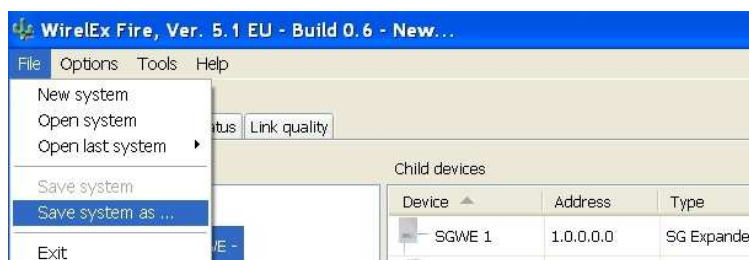 WirelEx Fire, Ver. 5.1 EU - Build 0.6 - New...
File Options Tools Help
New system
Open system
Open last system
Save system
Save system as ...
Exit
Link quality
Child devices
Device Address Type
SGWE 1 1.0.0.0.0 SG Expande